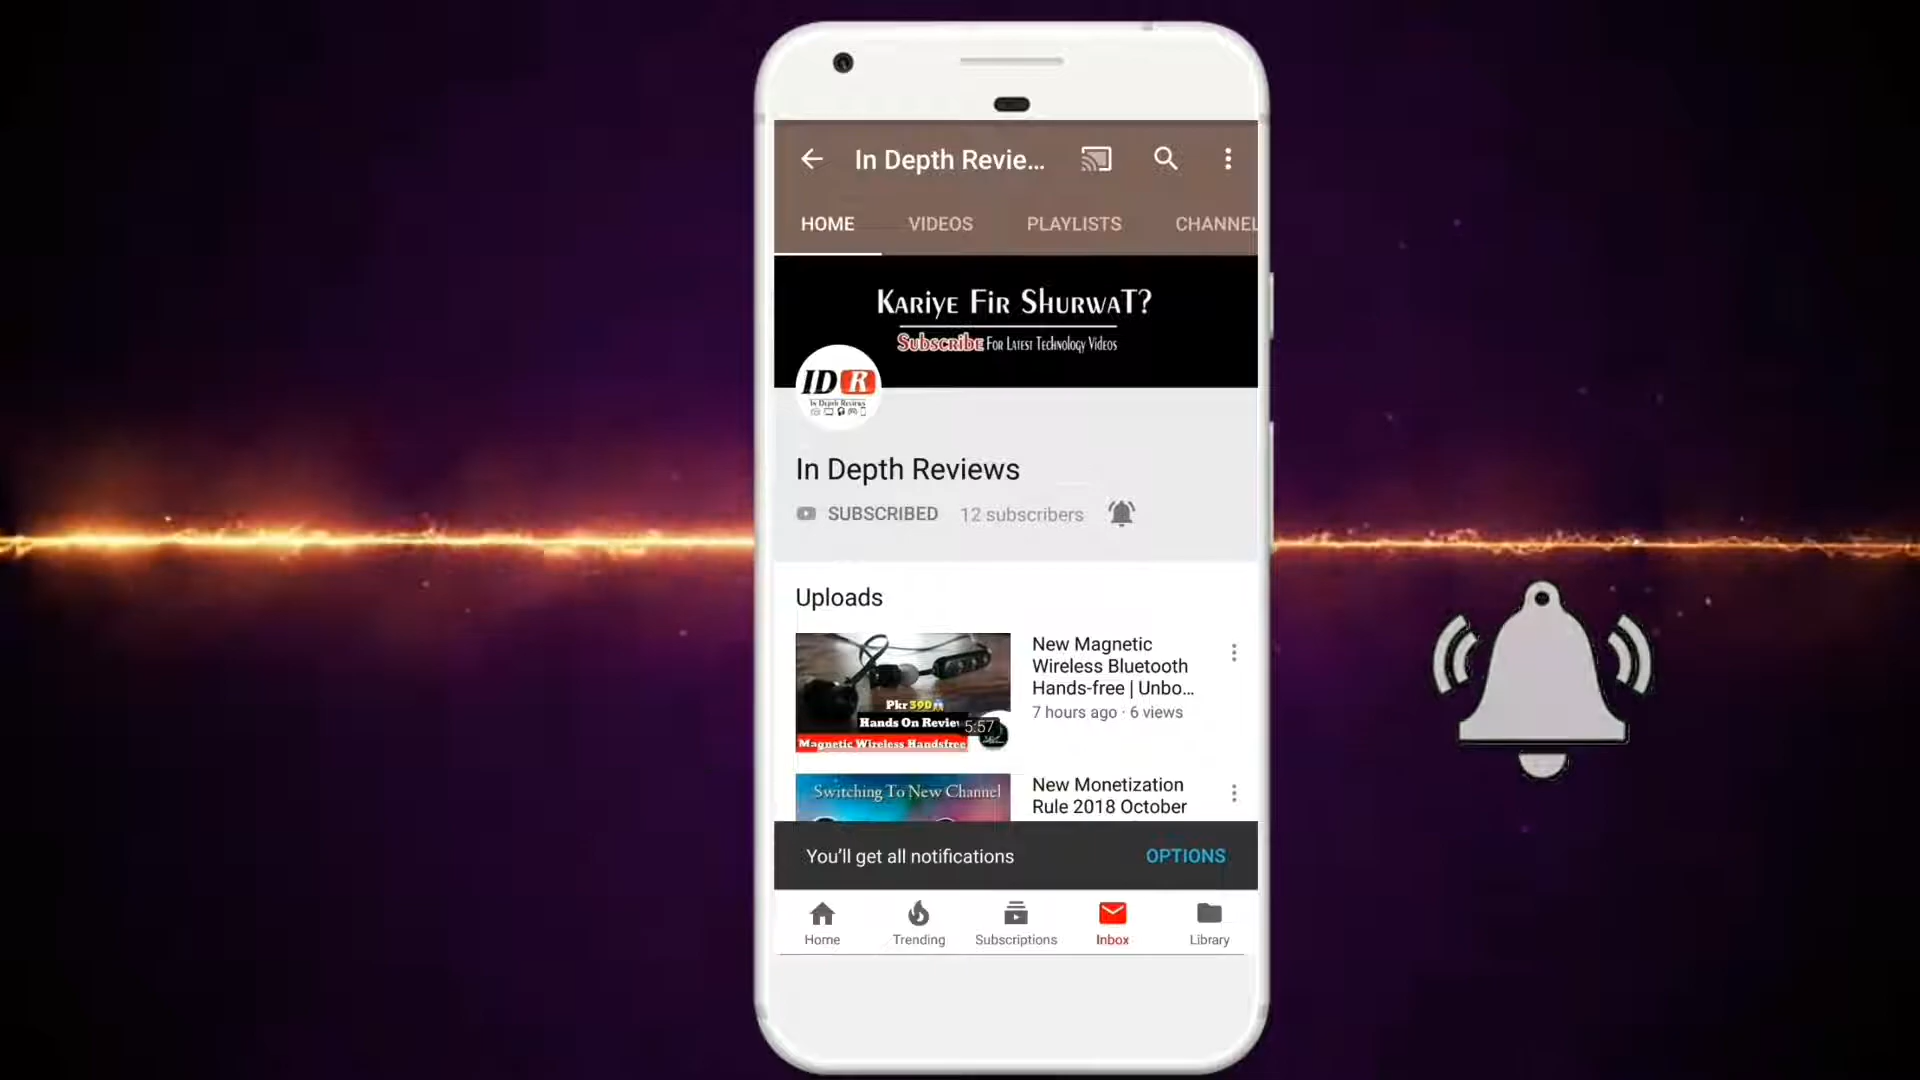 In Depth Revie...
HOME VIDEOS PLAYLISTS CHANNEL
KARiYE FiR SHURWAT?
Subscribe For Latest Technology Videos
IDR
In Depth Reviews
In Depth Reviews
SUBSCRIBED 12 subscribers
Uploads
New Magnetic
Wireless Bluetooth
Hands-free | Unbo...
7 hours ago · 6 views
Pkr 390
Hands On Review
5:57
Magnetic Wireless Handsfree
Switching To New Channel
New Monetization
Rule 2018 October
You'll get all notifications OPTIONS
Home Trending Subscriptions Inbox Library